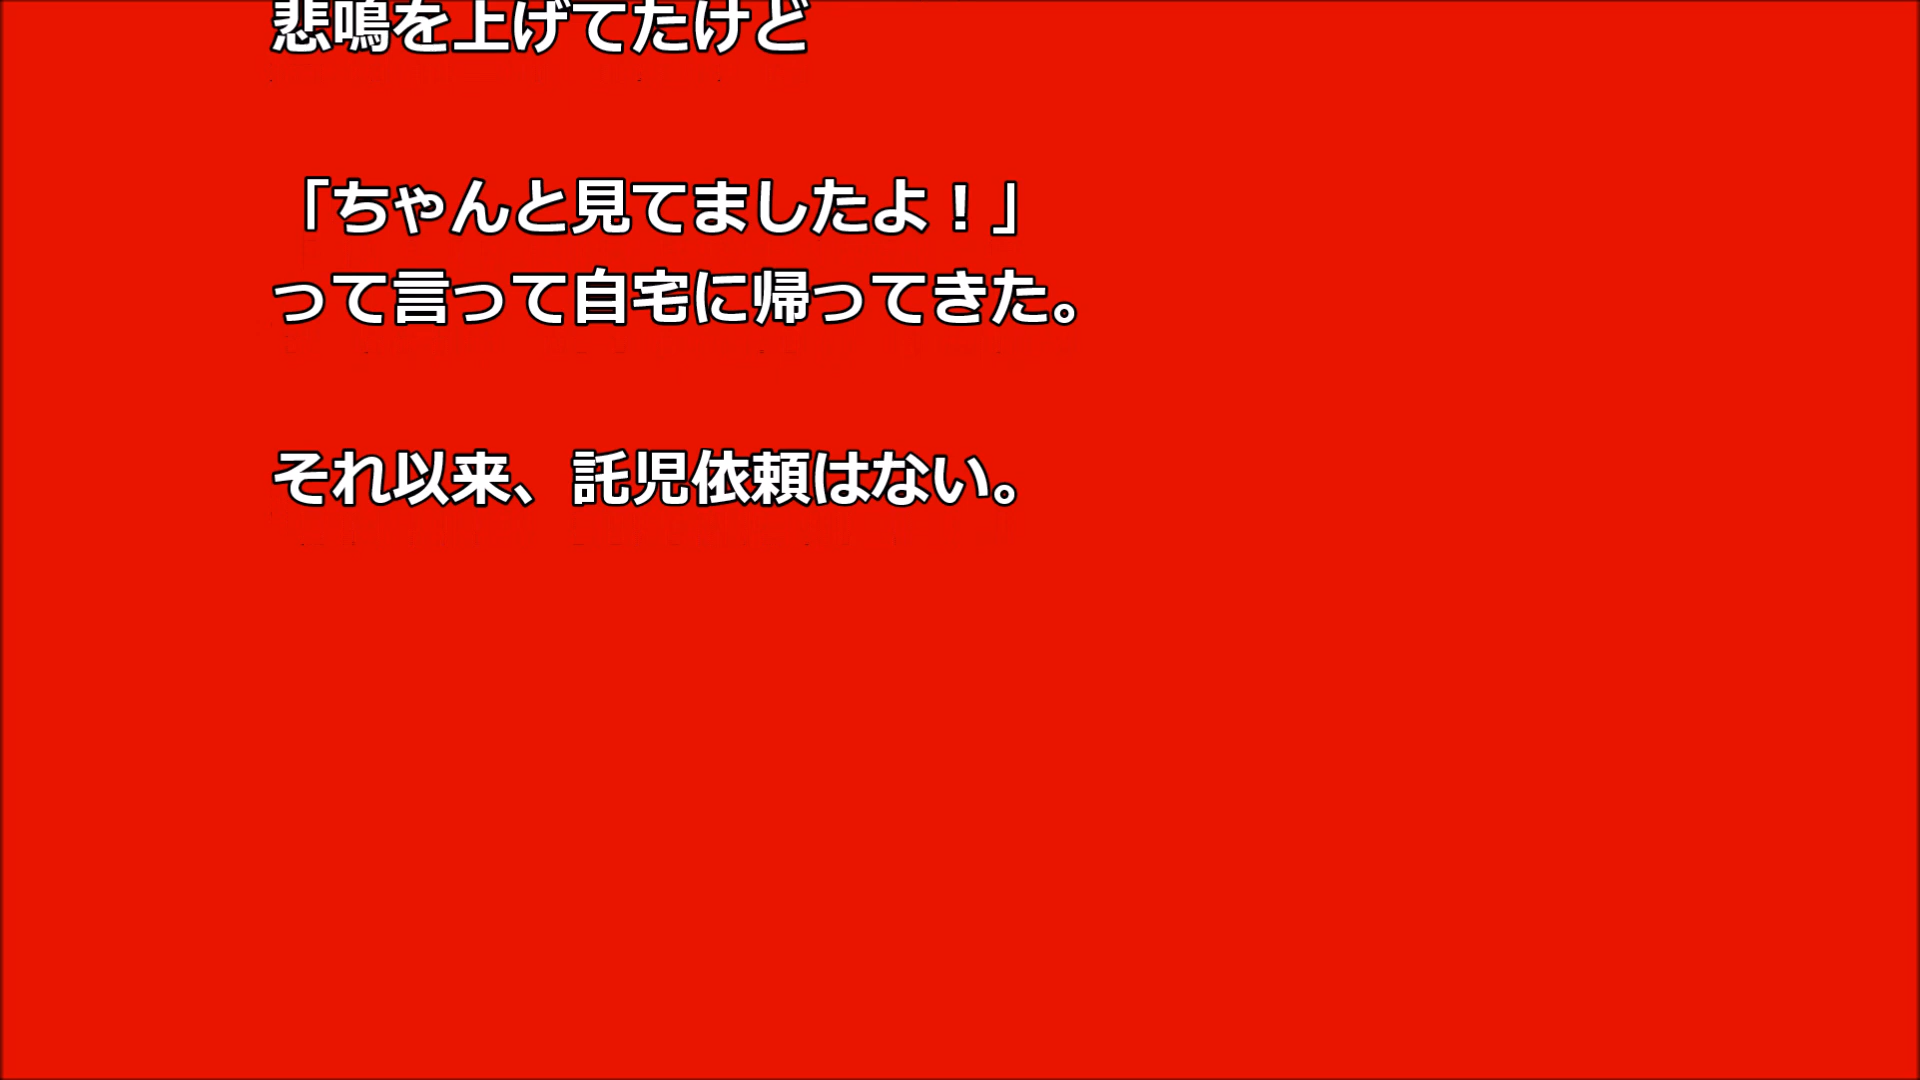 悲鳴を上げてたけど
「ちゃんと見てましたよ！」
って言って自宅に帰ってきた。
それ以来、託児依頼はない。